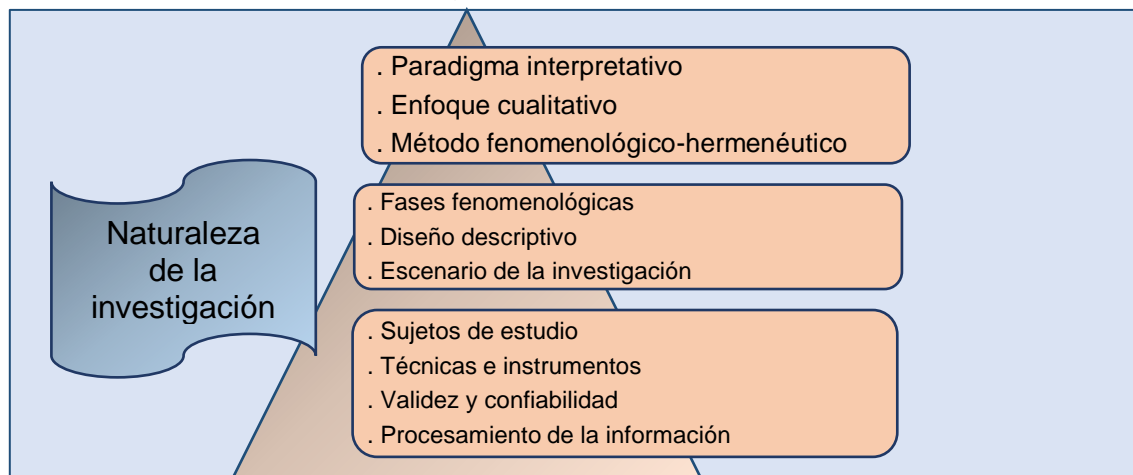 . Paradigma interpretativo
. Enfoque cualitativo
. Método fenomenológico-hermenéutico
Naturaleza
de la
investigación
. Fases fenomenológicas
. Diseño descriptivo
. Escenario de la investigación
. Sujetos de estudio
. Técnicas e instrumentos
. Validez y confiabilidad
. Procesamiento de la información